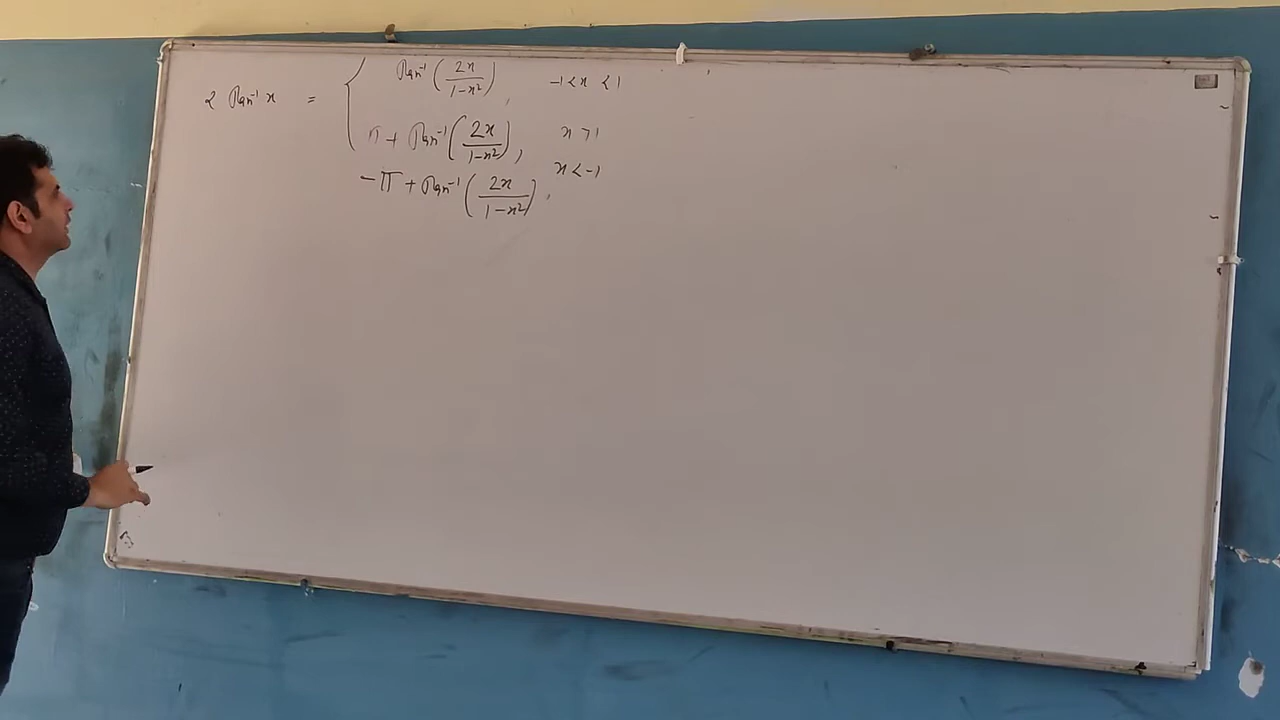 2 tan⁻¹ x = { tan⁻¹ (2x / 1-x²), -1 < x < 1
π + tan⁻¹ (2x / 1-x²), x > 1
-π + tan⁻¹ (2x / 1-x²), x < -1